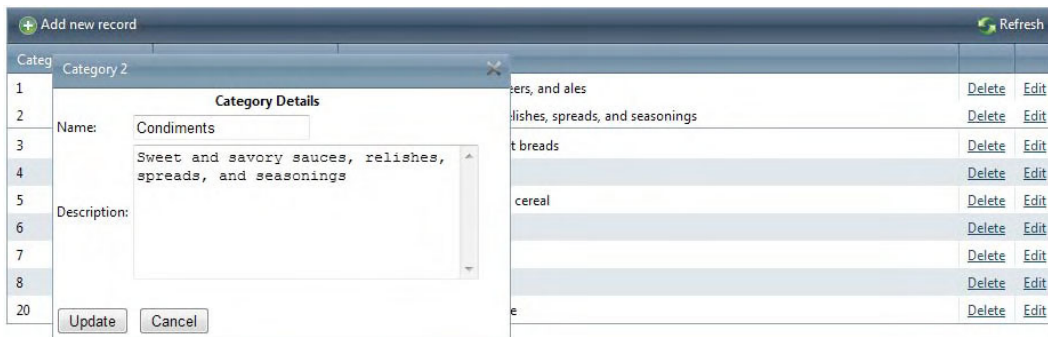 Add new record Refresh
Categ
Category 2
1 eers, and ales Delete Edit
Category Details
2 elishes, spreads, and seasonings Delete Edit
Name: Condiments
3 t breads Delete Edit
Sweet and savory sauces, relishes,
spreads, and seasonings
4 Delete Edit
5 cereal Delete Edit
Description:
6 Delete Edit
7 Delete Edit
8 Delete Edit
20 e Delete Edit
Update Cancel